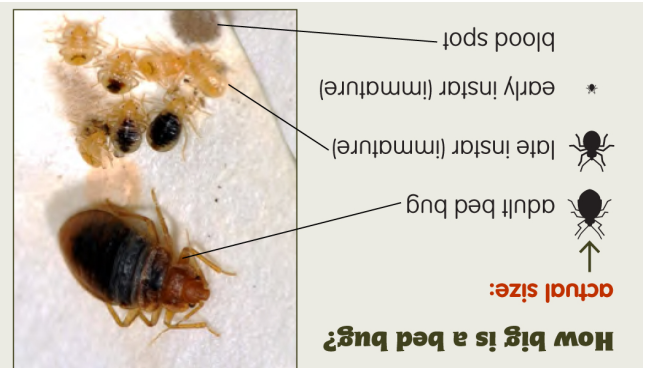 How big is a bed bug?
actual size:
adult bed bug
late instar (immature)
early instar (immature)
blood spot